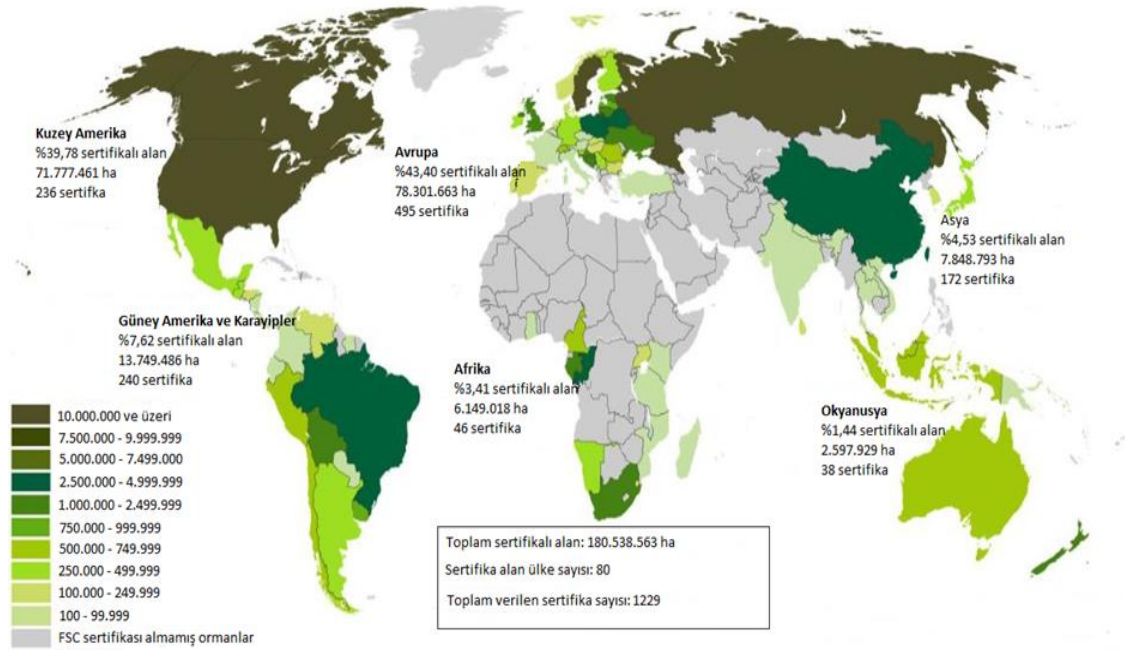 Kuzey Amerika
%39,78 sertifikalı alan
71.777.461 ha
236 sertifka
Avrupa
%43,40 sertifikalı alan
78.301.663 ha
495 sertifika
Asya
%4,53 sertifikalı alan
7.848.793 ha
172 sertifika
Güney Amerika ve Karayipler
%7,62 sertifikalı alan
13.749.486 ha
240 sertifika
Afrika
%3,41 sertifikalı alan
6.149.018 ha
46 sertifika
Okyanusya
%1,44 sertifikalı alan
2.597.929 ha
38 sertifika
10.000.000 ve üzeri
7.500.000 - 9.999.999
5.000.000 - 7.499.000
2.500.000 - 4.999.999
1.000.000 - 2.499.999
750.000 - 999.999
500.000 - 749.999
250.000 - 499.999
100.000 - 249.999
100 - 99.999
FSC sertifikası almamış ormanlar
Toplam sertifikalı alan: 180.538.563 ha
Sertifika alan ülke sayısı: 80
Toplam verilen sertifika sayısı: 1229